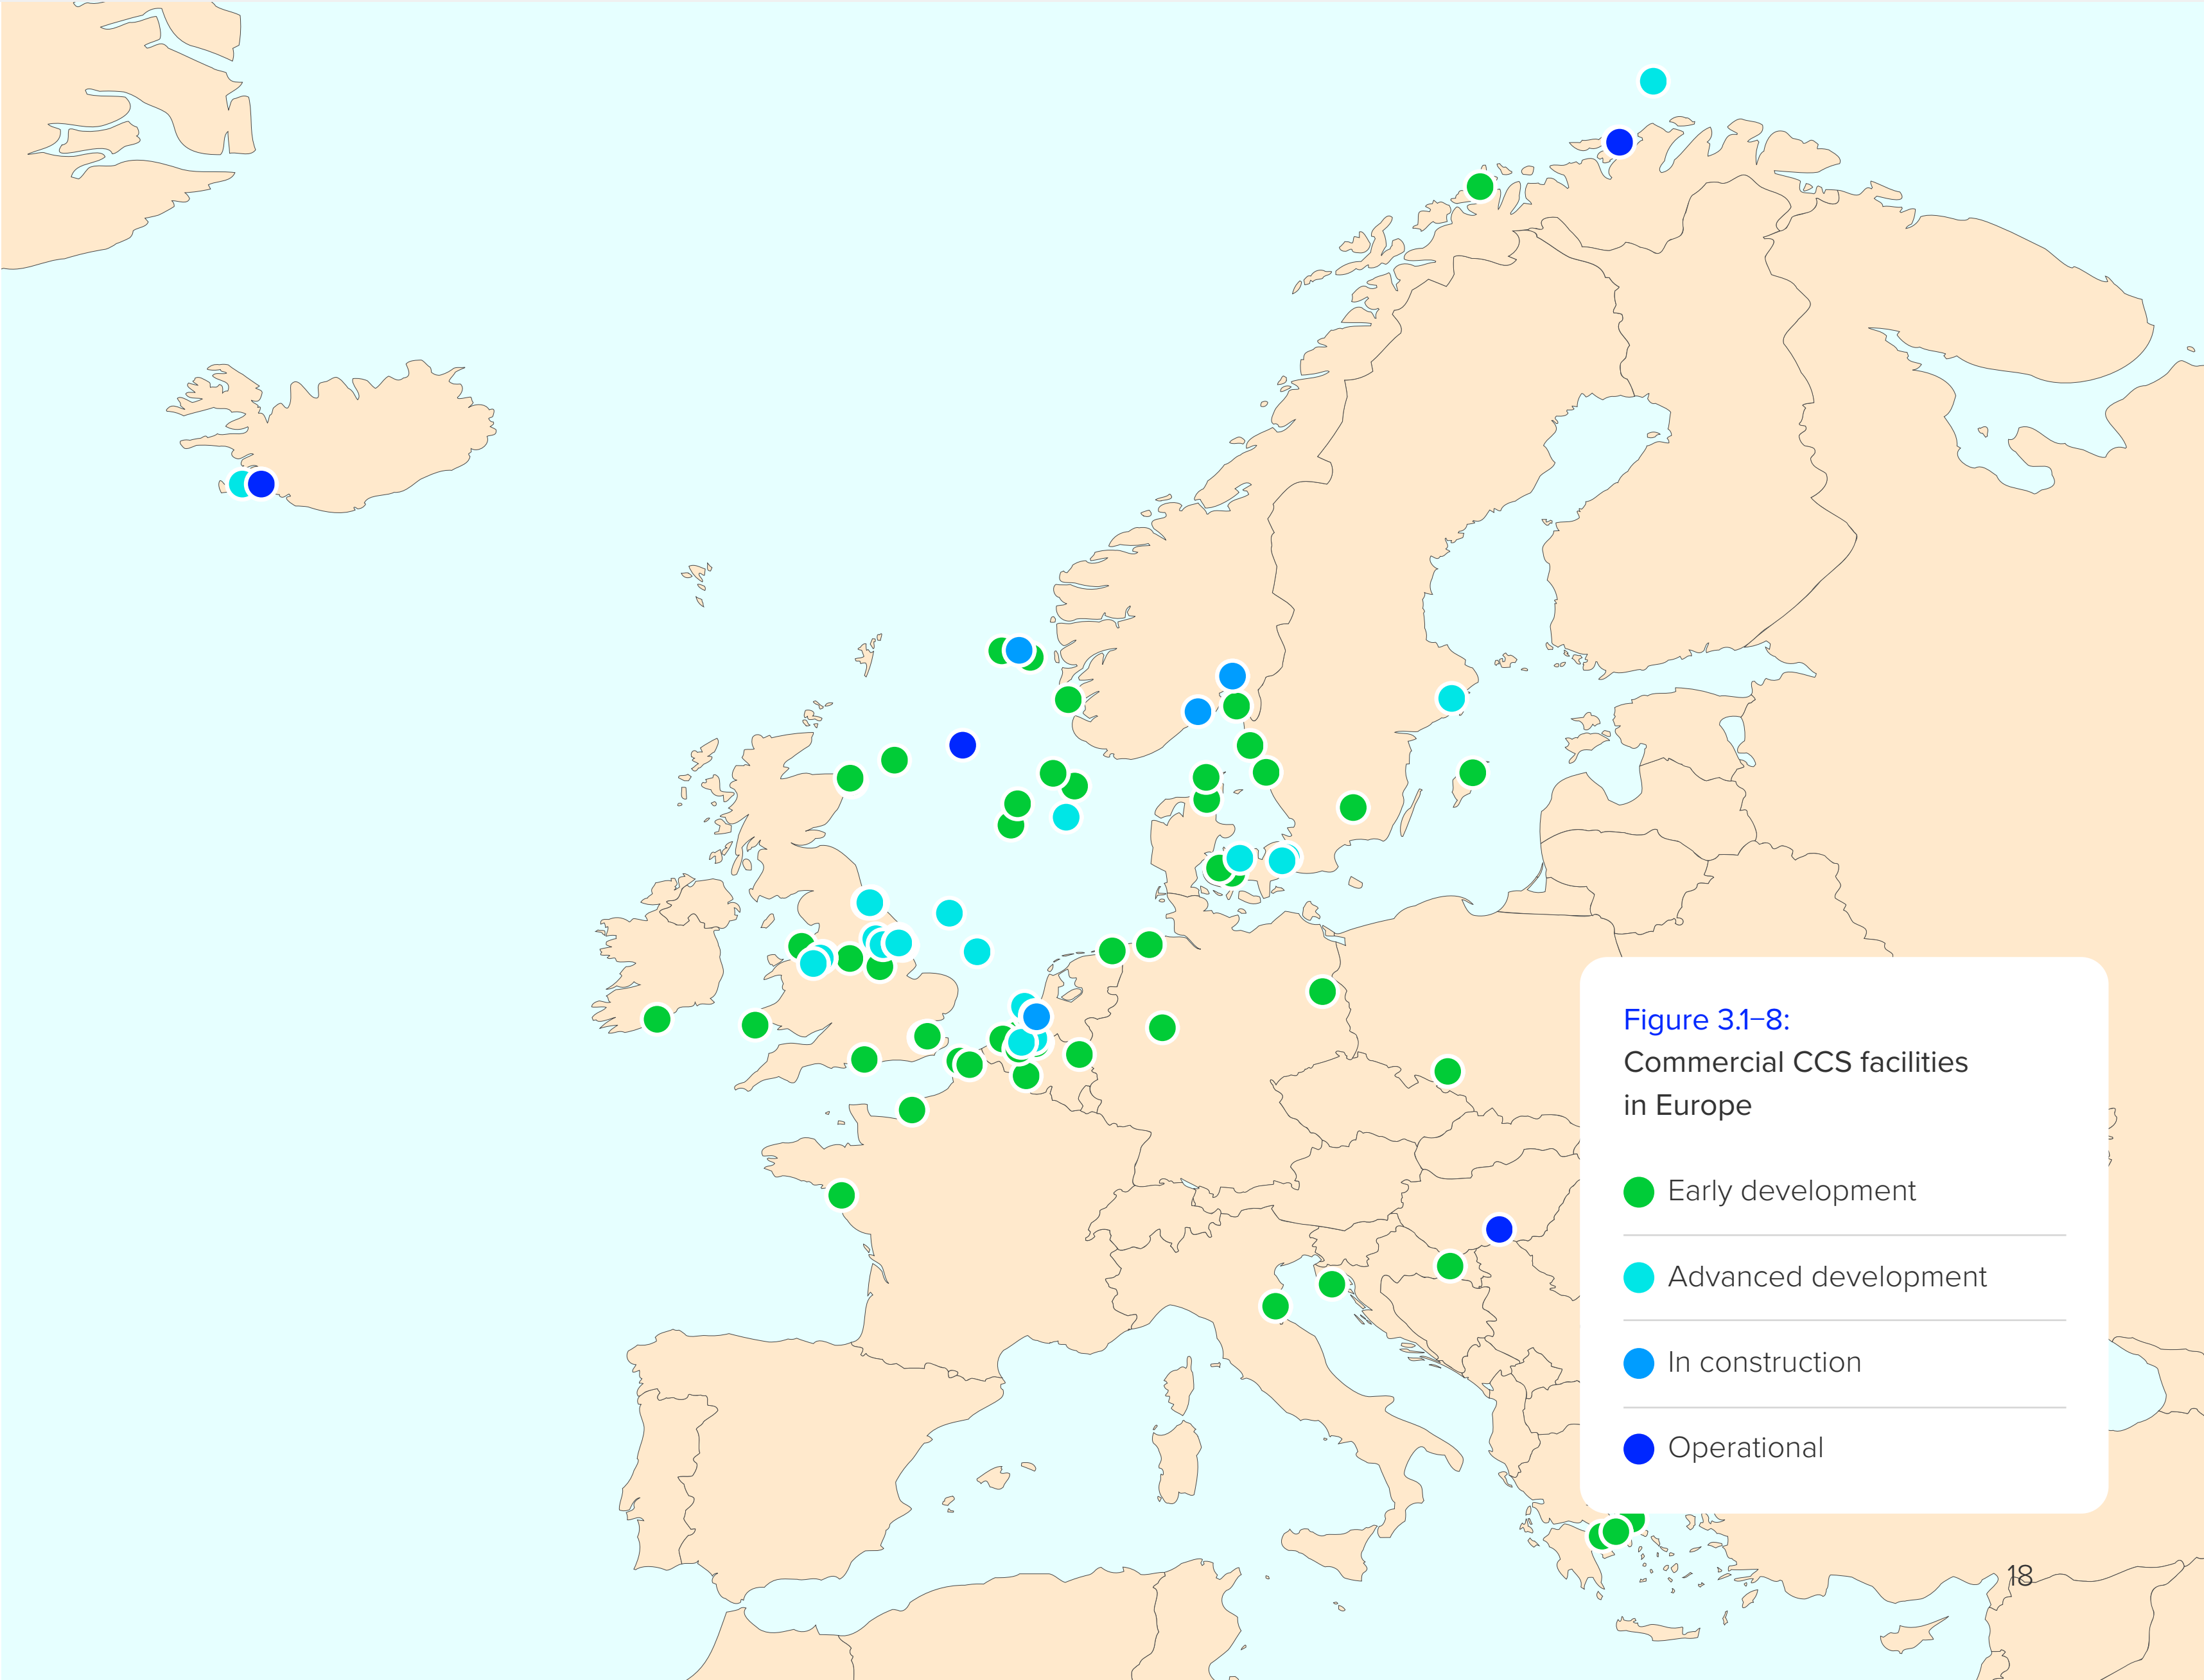 Figure 3.1–8:
Commercial CCS facilities
in Europe
Early development
Advanced development
In construction
Operational
18